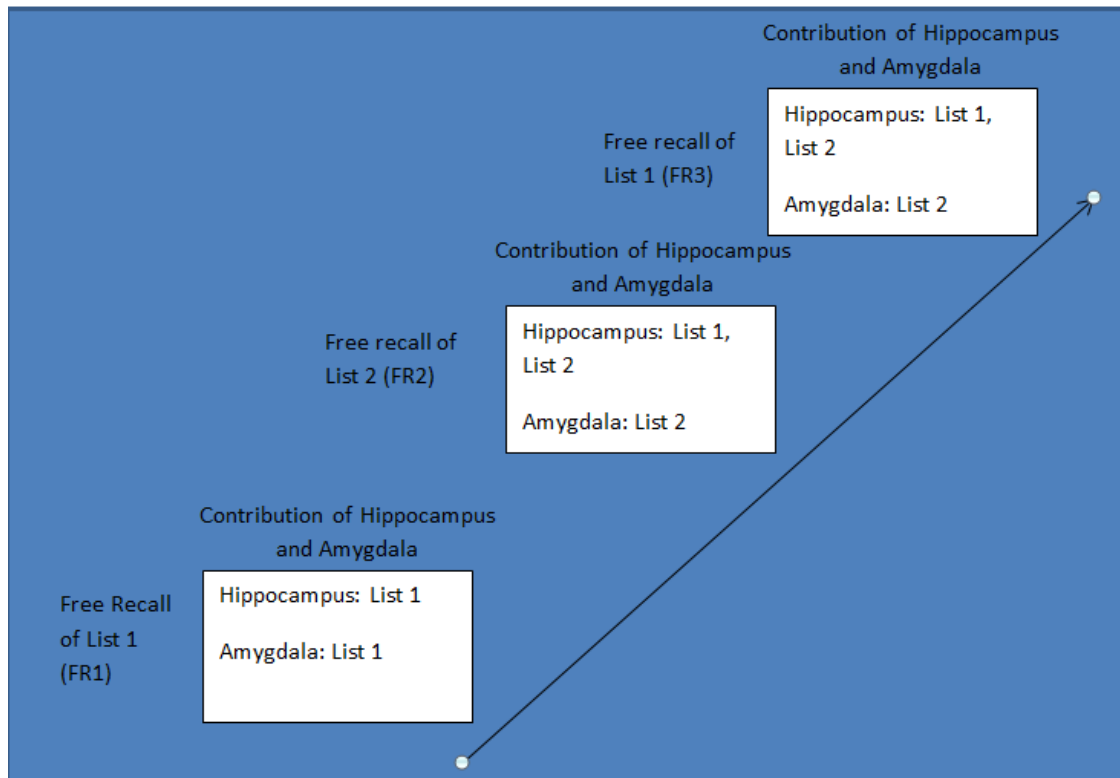 Contribution of Hippocampus
and Amygdala
Free recall of
List 1 (FR3)
Hippocampus: List 1,
List 2
Amygdala: List 2
Contribution of Hippocampus
and Amygdala
Free recall of
List 2 (FR2)
Hippocampus: List 1,
List 2
Amygdala: List 2
Contribution of Hippocampus
and Amygdala
Free Recall
of List 1
(FR1)
Hippocampus: List 1
Amygdala: List 1